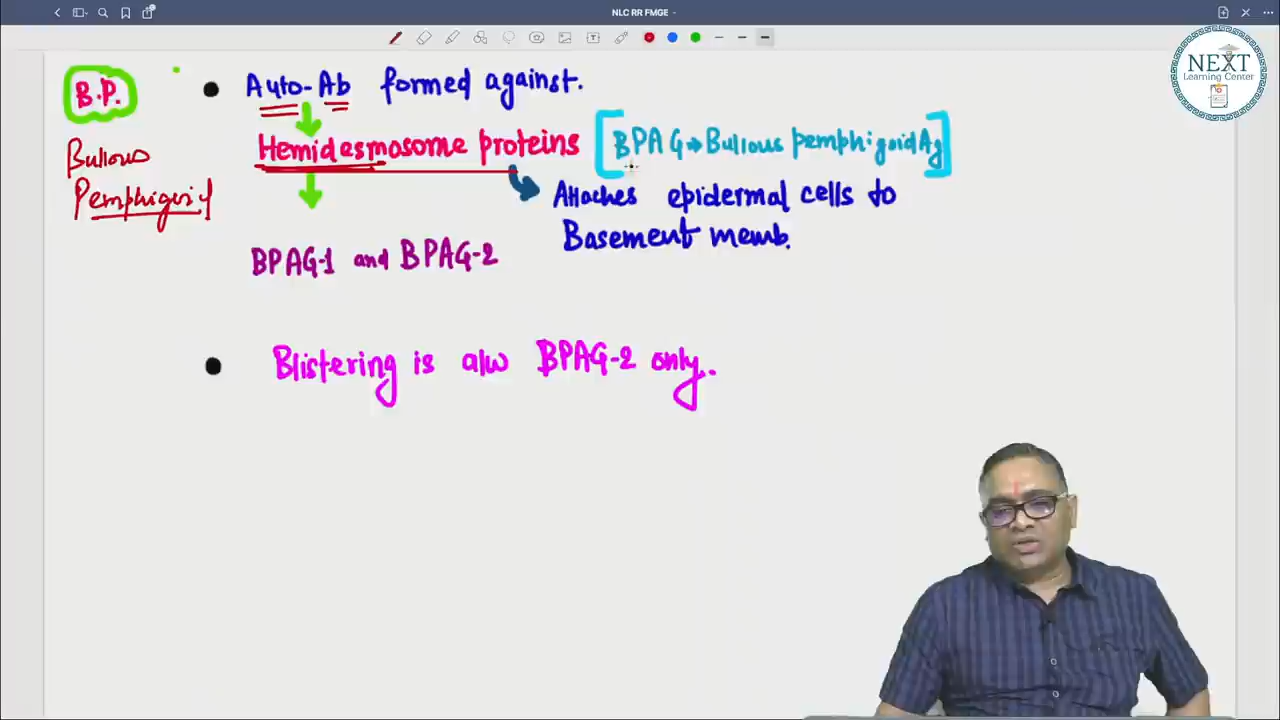 NLC RR FMGE
NEXT
Learning Center
B.P.
Bullous
Pemphigoid
• Auto-Ab formed against.
Hemidesmosome proteins [BPAG→Bullous pemphigoid Ag]
Attaches epidermal cells to
Basement memb.
BPAG-1 and BPAG-2
• Blistering is a/w BPAG-2 only.